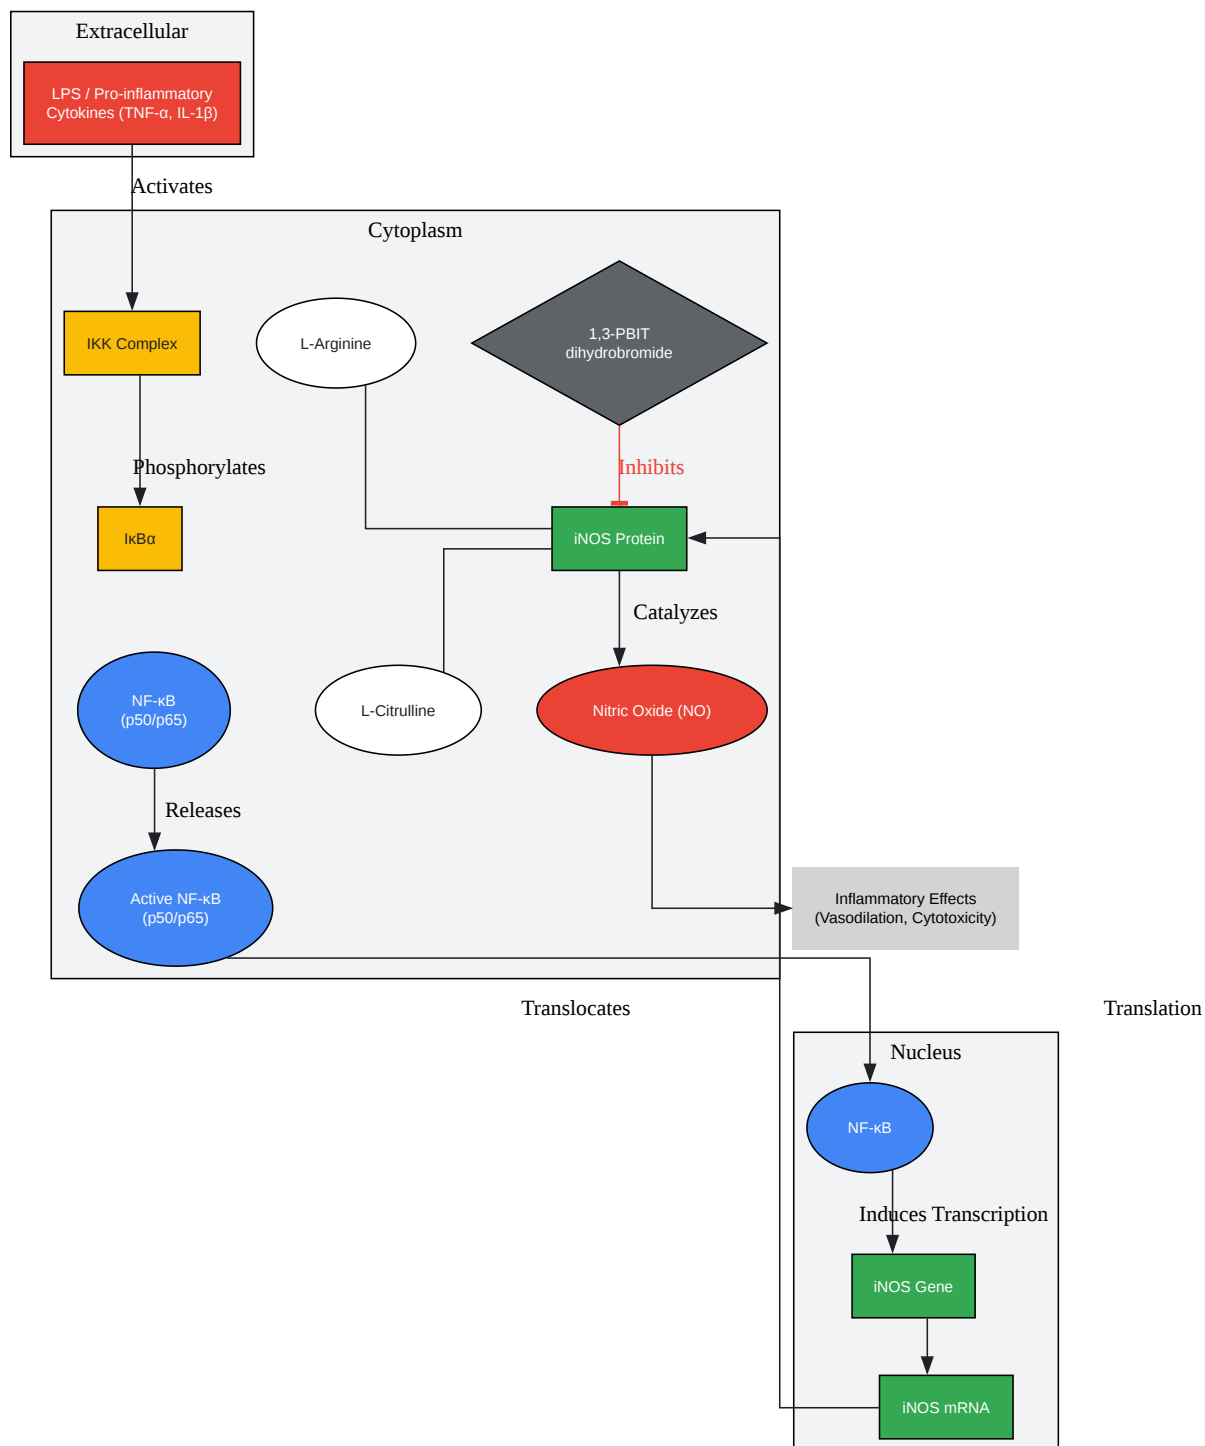 Extracellular
LPS / Pro-inflammatory
Cytokines (TNF-α, IL-1β)
Activates
Cytoplasm
IKK Complex
L-Arginine
1,3-PBIT
dihydrobromide
Phosphorylates
Inhibits
IκBα
iNOS Protein
Catalyzes
NF-κB
(p50/p65)
L-Citrulline
Nitric Oxide (NO)
Releases
Active NF-κB
(p50/p65)
Inflammatory Effects
(Vasodilation, Cytotoxicity)
Translocates
Translation
Nucleus
NF-κB
Induces Transcription
iNOS Gene
iNOS mRNA